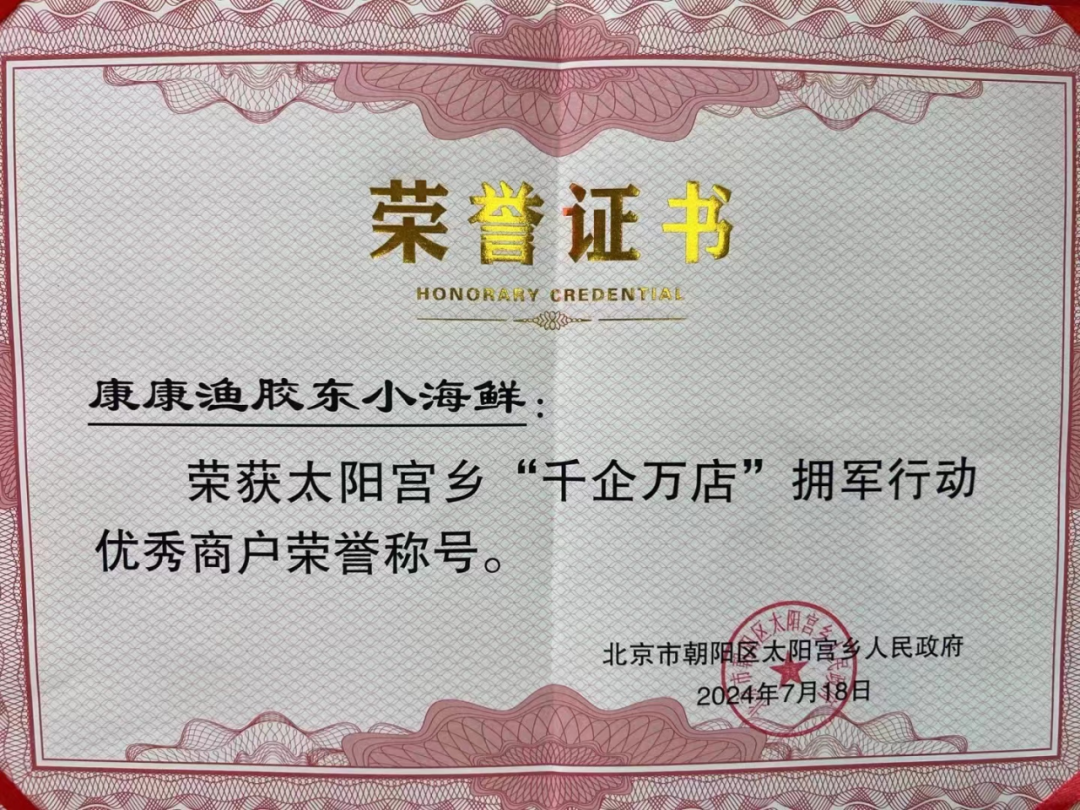 荣誉证书
HONORARY CREDENTIAL
康康渔胶东小海鲜：
荣获太阳宫乡“千企万店”拥军行动
优秀商户荣誉称号。
北京市朝阳区太阳宫乡人民政府
2024年7月18日